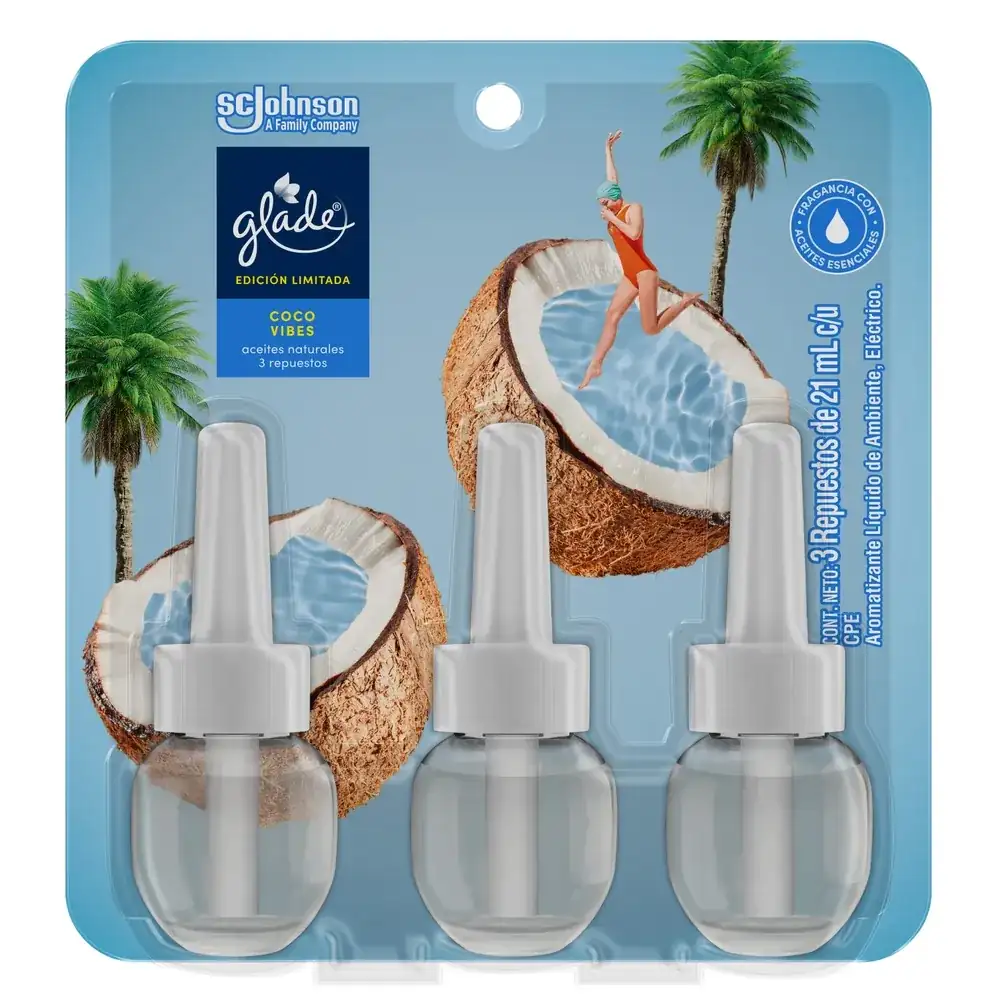 scJohnson
A Family Company
glade®
EDICIÓN LIMITADA
COCO
VIBES
aceites naturales
3 repuestos
• FRAGANCIA CON •
ACEITES ESENCIALES
CONT. NETO: 3 Repuestos de 21 mL c/u
CPE
Aromatizante Líquido de Ambiente, Eléctrico.